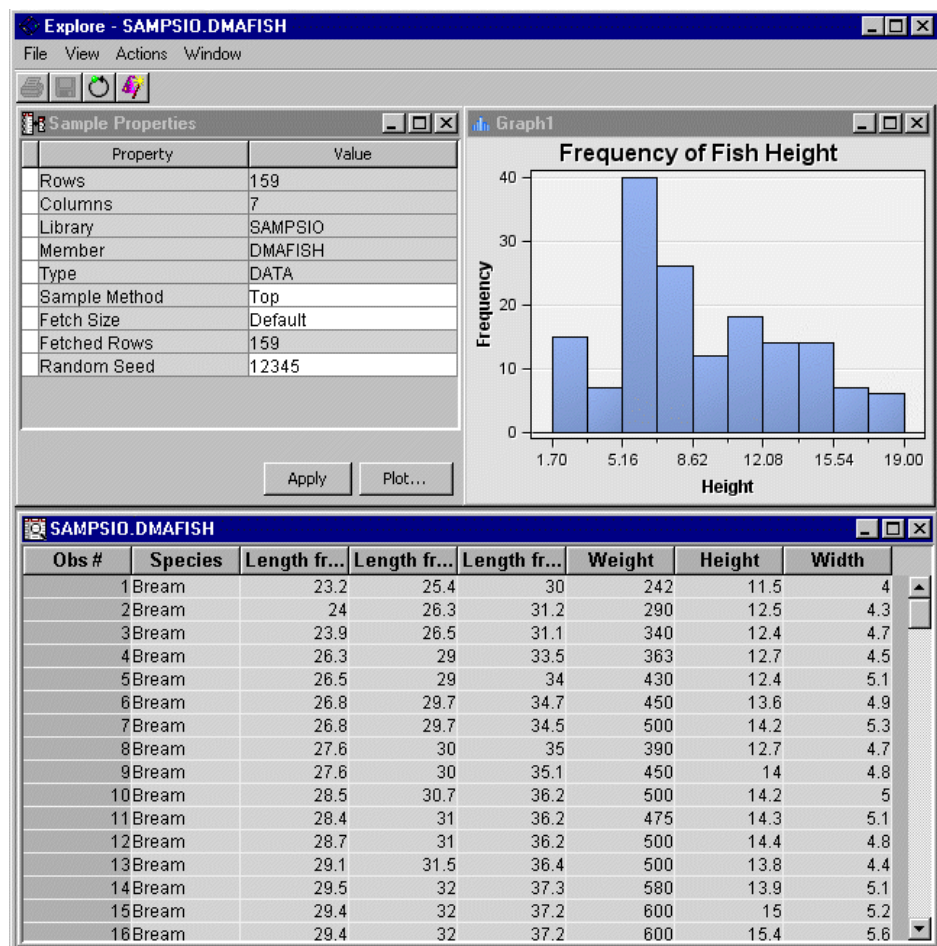 Explore - SAMPSIO.DMAFISH
File View Actions Window
Sample Properties
Property Value
Rows 159
Columns 7
Library SAMPSIO
Member DMAFISH
Type DATA
Sample Method Top
Fetch Size Default
Fetched Rows 159
Random Seed 12345
Apply Plot...
Graph1
Frequency of Fish Height
Frequency
40
30
20
10
0
1.70 5.16 8.62 12.08 15.54 19.00
Height
SAMPSIO.DMAFISH
Obs # Species Length fr... Length fr... Length fr... Weight Height Width
1 Bream 23.2 25.4 30 242 11.5 4
2 Bream 24 26.3 31.2 290 12.5 4.3
3 Bream 23.9 26.5 31.1 340 12.4 4.7
4 Bream 26.3 29 33.5 363 12.7 4.5
5 Bream 26.5 29 34 430 12.4 5.1
6 Bream 26.8 29.7 34.7 450 13.6 4.9
7 Bream 26.8 29.7 34.5 500 14.2 5.3
8 Bream 27.6 30 35 390 12.7 4.7
9 Bream 27.6 30 35.1 450 14 4.8
10 Bream 28.5 30.7 36.2 500 14.2 5
11 Bream 28.4 31 36.2 475 14.3 5.1
12 Bream 28.7 31 36.2 500 14.4 4.8
13 Bream 29.1 31.5 36.4 500 13.8 4.4
14 Bream 29.5 32 37.3 580 13.9 5.1
15 Bream 29.4 32 37.2 600 15 5.2
16 Bream 29.4 32 37.2 600 15.4 5.6